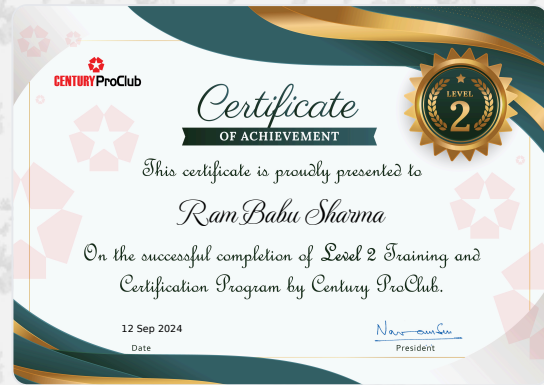 CENTURY ProClub
LEVEL
2
Certificate
OF ACHIEVEMENT
This certificate is proudly presented to
Ram Babu Sharma
On the successful completion of Level 2 Training and
Certification Program by Century ProClub.
12 Sep 2024
Date
President